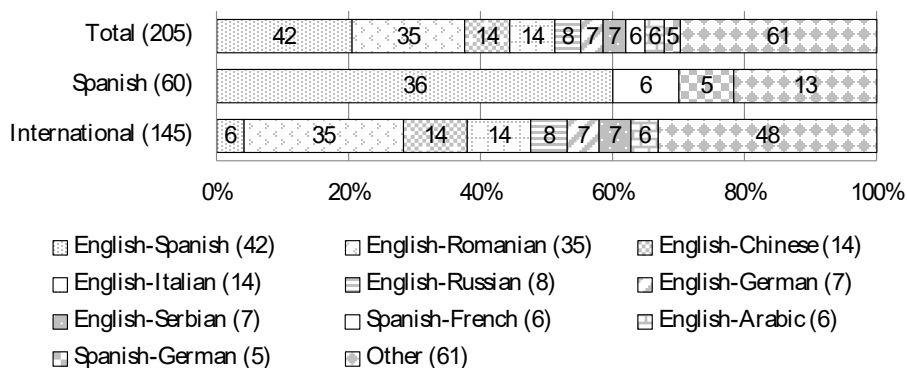 Total (205) 42 35 14 14 8 7 7 6 6 5 61
Spanish (60) 36 6 5 13
International (145) 6 35 14 14 8 7 7 6 48
0% 20% 40% 60% 80% 100%
English-Spanish (42) English-Romanian (35) English-Chinese (14)
English-Italian (14) English-Russian (8) English-German (7)
English-Serbian (7) Spanish-French (6) English-Arabic (6)
Spanish-German (5) Other (61)